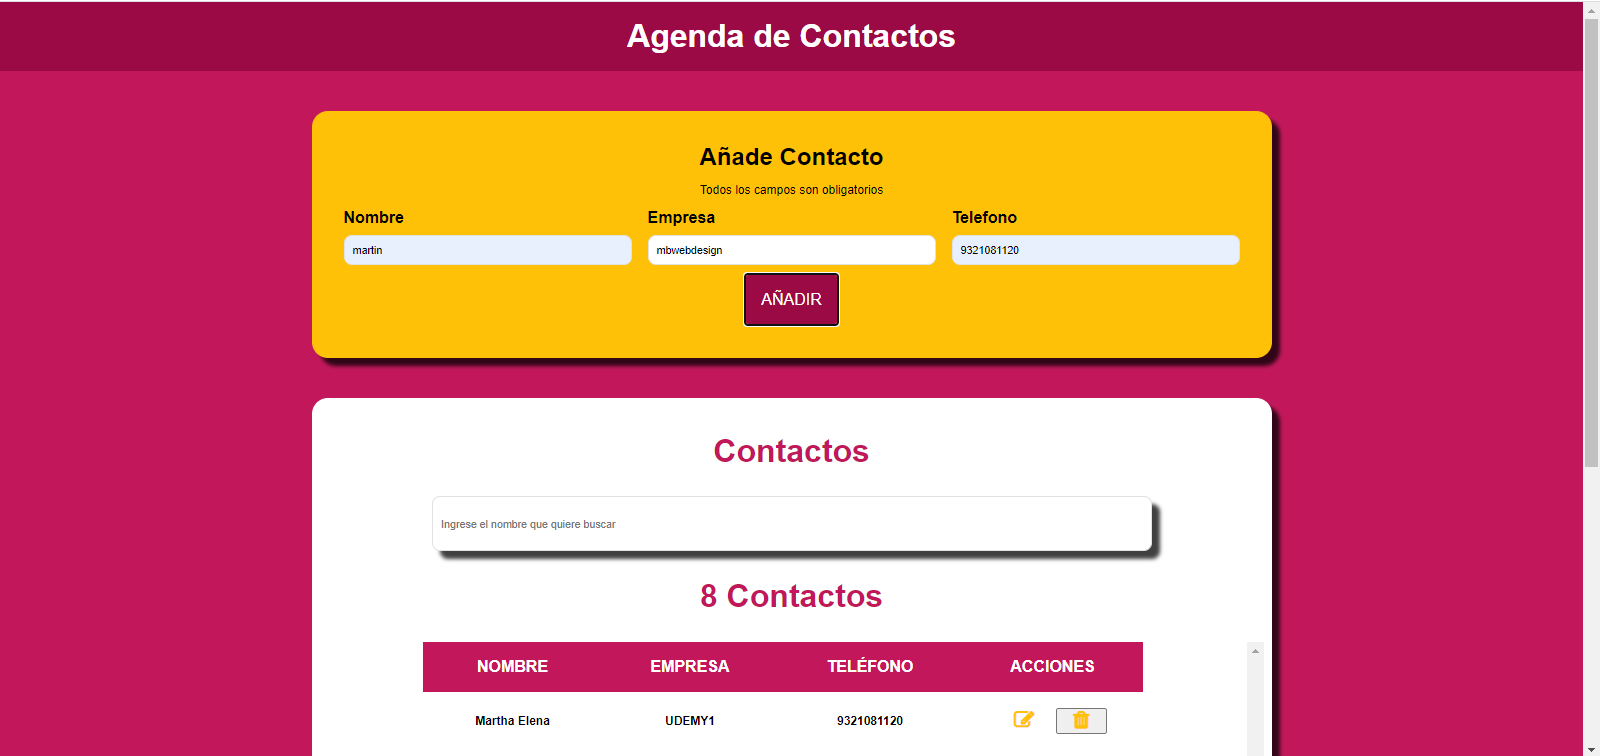 Agenda de Contactos
Añade Contacto
Todos los campos son obligatorios
Nombre Empresa Telefono
martin mbwebdesign 9321081120
AÑADIR
Contactos
Ingrese el nombre que quiere buscar
8 Contactos
NOMBRE EMPRESA TELÉFONO ACCIONES
Martha Elena UDEMY1 9321081120